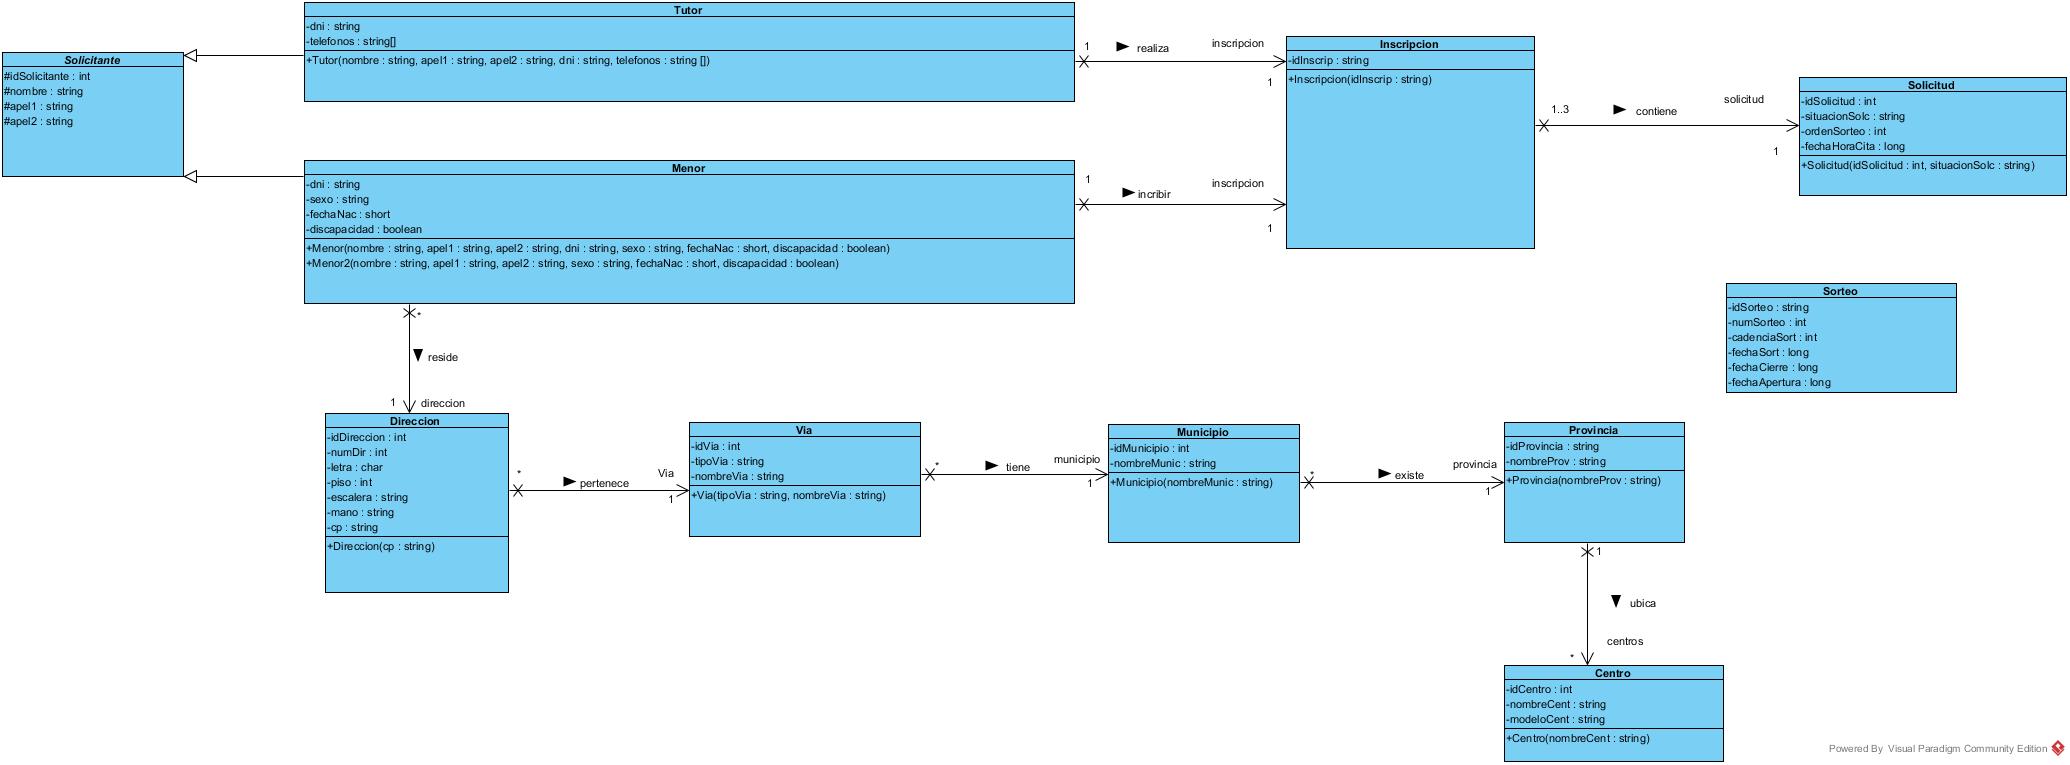 Tutor
-dni : string
-telefonos : string[]
+Tutor(nombre : string, apel1 : string, apel2 : string, dni : string, telefonos : string [])
Solicitante
#idSolicitante : int
#nombre : string
#apel1 : string
#apel2 : string
1
realiza
inscripcion
1
Inscripcion
-idInscrip : string
+Inscripcion(idInscrip : string)
1..3
contiene
solicitud
1
Solicitud
-idSolicitud : int
-situacionSolc : string
-ordenSorteo : int
-fechaHoraCita : long
+Solicitud(idSolicitud : int, situacionSolc : string)
Menor
-dni : string
-sexo : string
-fechaNac : short
-discapacidad : boolean
+Menor(nombre : string, apel1 : string, apel2 : string, dni : string, sexo : string, fechaNac : short, discapacidad : boolean)
+Menor2(nombre : string, apel1 : string, apel2 : string, sexo : string, fechaNac : short, discapacidad : boolean)
1
incribir
inscripcion
1
Sorteo
-idSorteo : string
-numSorteo : int
-cadenciaSort : int
-fechaSort : long
-fechaCierre : long
-fechaApertura : long
*
reside
1
direccion
Direccion
-idDireccion : int
-numDir : int
-letra : char
-piso : int
-escalera : string
-mano : string
-cp : string
+Direccion(cp : string)
*
pertenece
Via
1
Via
-idVia : int
-tipoVia : string
-nombreVia : string
+Via(tipoVia : string, nombreVia : string)
*
tiene
municipio
1
Municipio
-idMunicipio : int
-nombreMunic : string
+Municipio(nombreMunic : string)
*
existe
provincia
1
Provincia
-idProvincia : string
-nombreProv : string
+Provincia(nombreProv : string)
1
ubica
centros
*
Centro
-idCentro : int
-nombreCent : string
-modeloCent : string
+Centro(nombreCent : string)
Powered By Visual Paradigm Community Edition